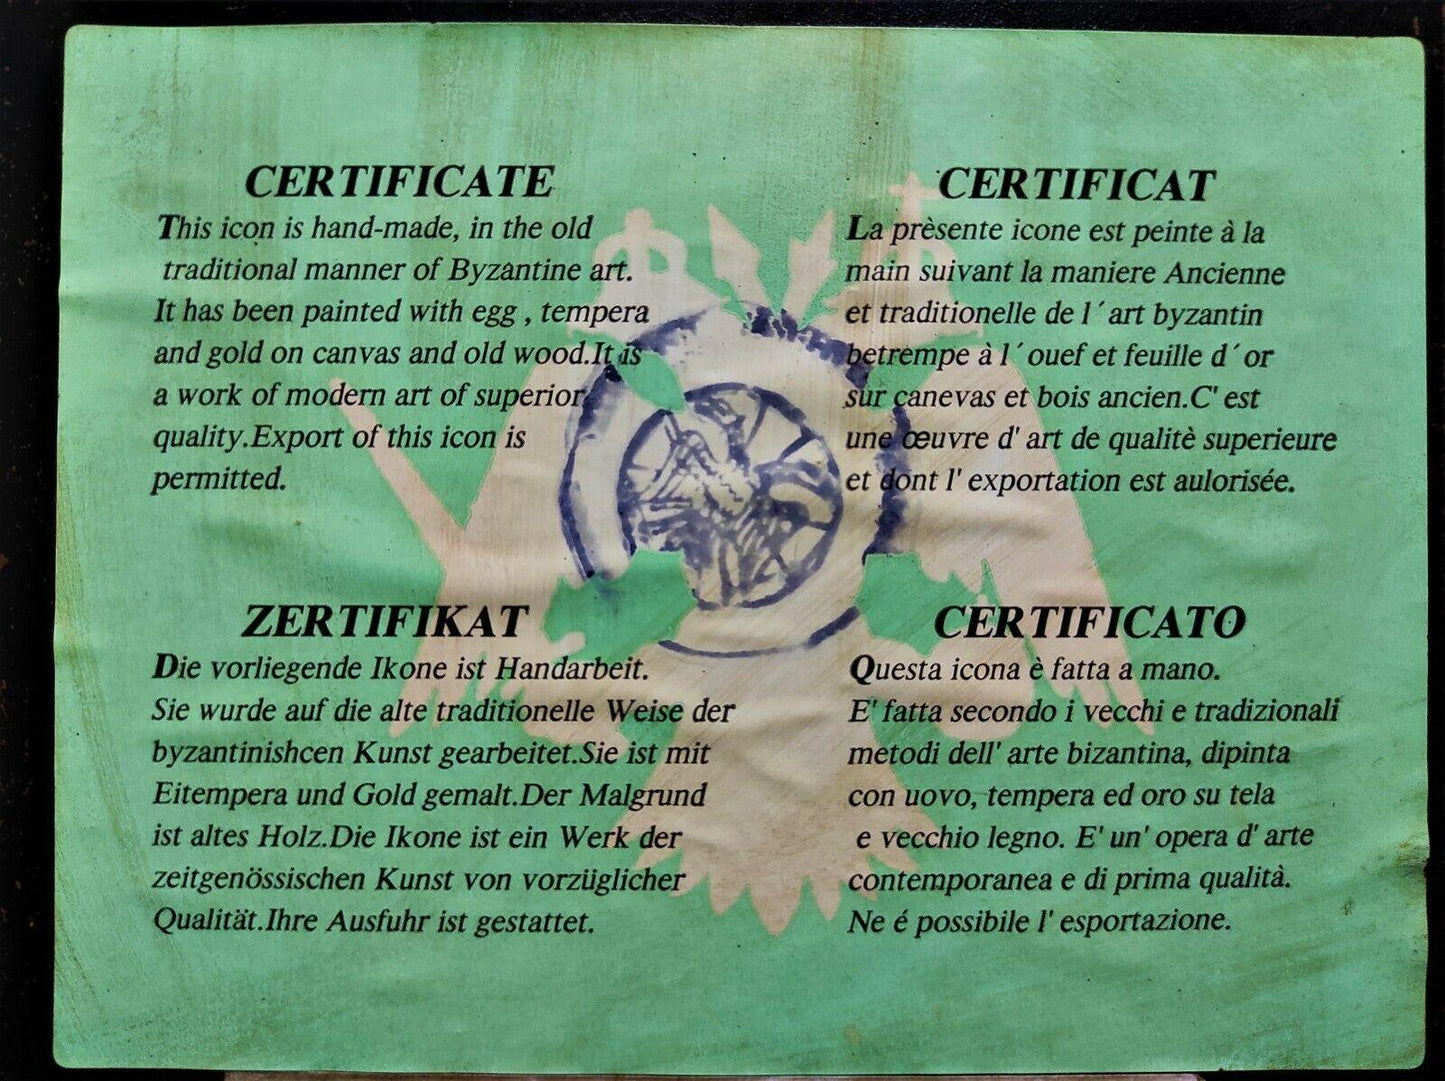 CERTIFICATE
This icon is hand-made, in the old
traditional manner of Byzantine art.
It has been painted with egg , tempera
and gold on canvas and old wood.It is
a work of modern art of superior
quality.Export of this icon is
permitted.
CERTIFICAT
La prèsente icone est peinte à la
main suivant la maniere Ancienne
et traditionelle de l´art byzantin
betrempe à l´ouef et feuille d´or
sur canevas et bois ancien.C' est
une œuvre d' art de qualitè superieure
et dont l' exportation est aulorisée.
ZERTIFIKAT
Die vorliegende Ikone ist Handarbeit.
Sie wurde auf die alte traditionelle Weise der
byzantinishcen Kunst gearbeitet.Sie ist mit
Eitempera und Gold gemalt.Der Malgrund
ist altes Holz.Die Ikone ist ein Werk der
zeitgenössischen Kunst von vorzüglicher
Qualität.Ihre Ausfuhr ist gestattet.
CERTIFICATO
Questa icona è fatta a mano.
E' fatta secondo i vecchi e tradizionali
metodi dell' arte bizantina, dipinta
con uovo, tempera ed oro su tela
e vecchio legno. E' un' opera d' arte
contemporanea e di prima qualità.
Ne é possibile l' esportazione.